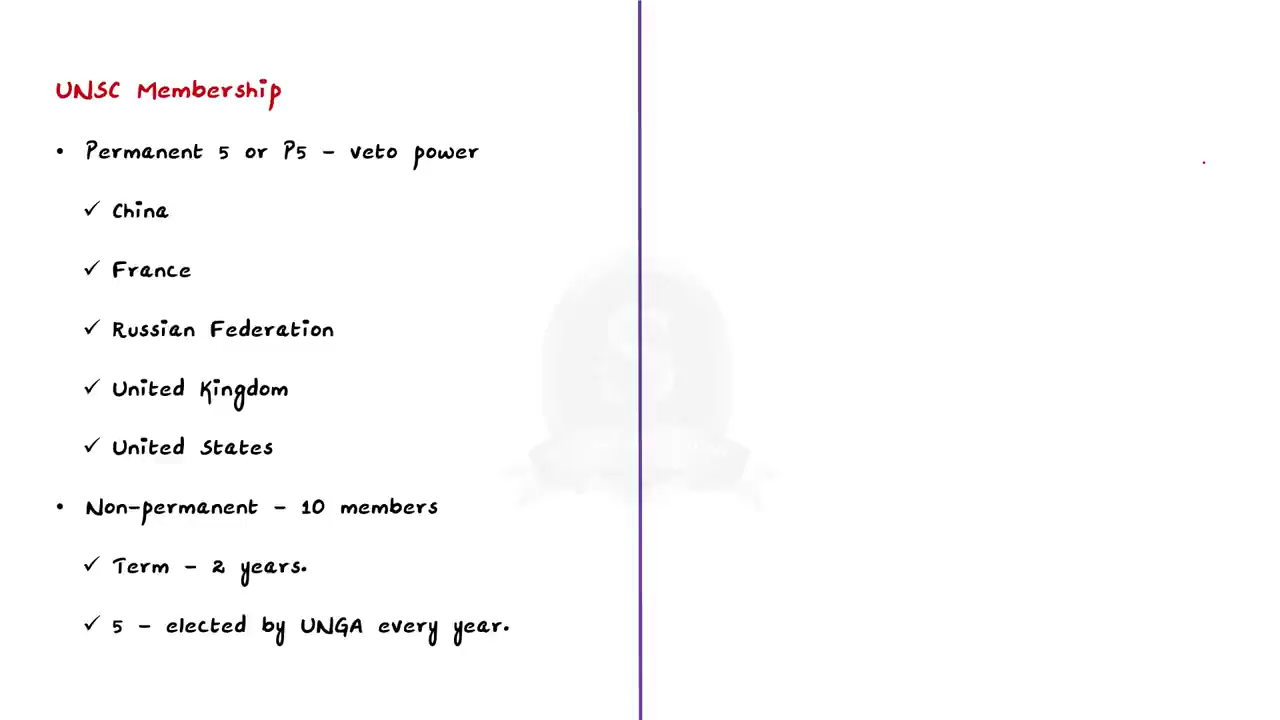 UNSC Membership
• Permanent 5 or P5 – veto power
✓ China
✓ France
✓ Russian Federation
✓ United Kingdom
✓ United States
• Non-permanent – 10 members
✓ Term – 2 years.
✓ 5 – elected by UNGA every year.